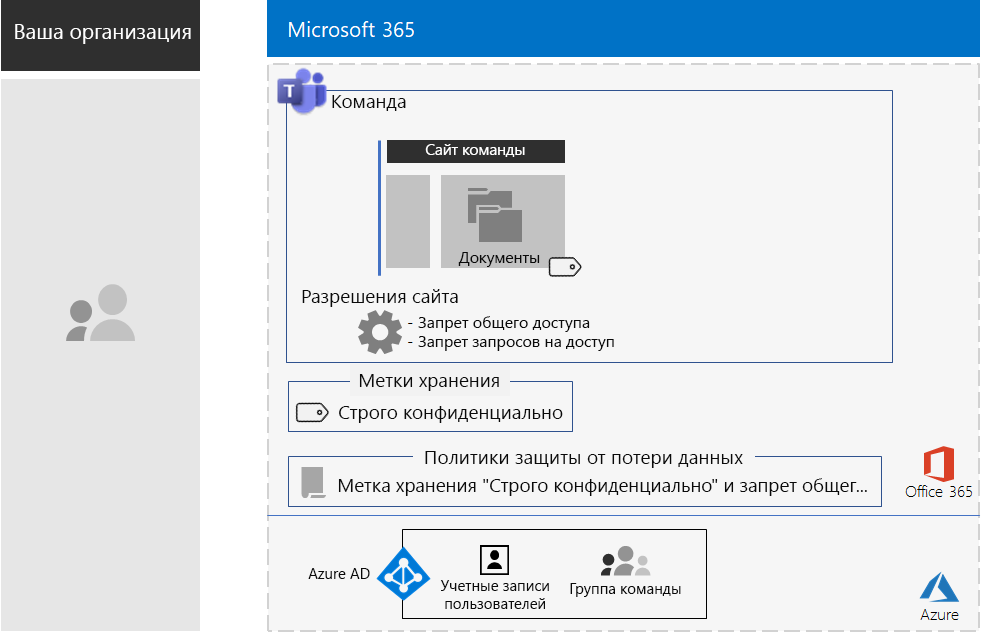 Ваша организация
Microsoft 365
T
Команда
Сайт команды
Документы
Разрешения сайта
- Запрет общего доступа
- Запрет запросов на доступ
Метки хранения
Строго конфиденциально
Политики защиты от потери данных
Метка хранения "Строго конфиденциально" и запрет общег...
Office 365
Azure AD
Учетные записи
пользователей
Группа команды
Azure